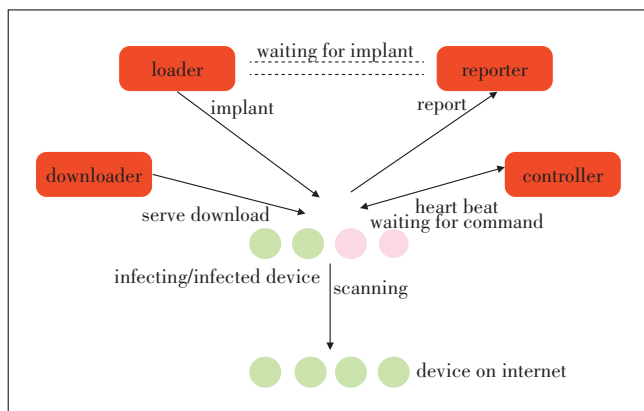 waiting for implant
loader
reporter
implant
report
downloader
controller
serve download
heart beat
waiting for command
infecting/infected device
scanning
device on internet